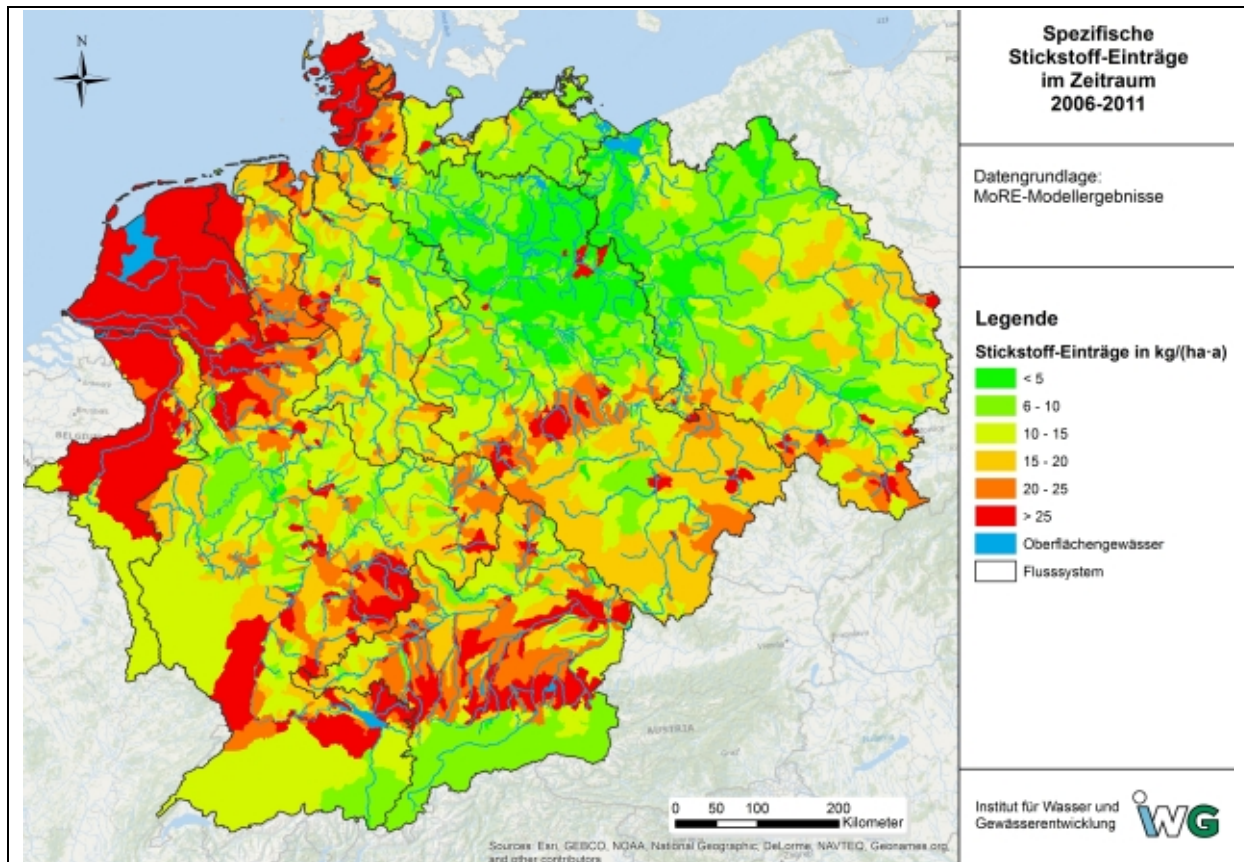 N
BELGI
AUSTRIA
0 50 100 200
Kilometer
Sources: Esri, GEBCO, NOAA, National Geographic, DeLorme, NAVTEQ, Geonames.org,
and other contributors
Spezifische
Stickstoff-Einträge
im Zeitraum
2006-2011
Datengrundlage:
MoRE-Modellergebnisse
Legende
Stickstoff-Einträge in kg/(ha·a)
< 5
6 - 10
10 - 15
15 - 20
20 - 25
> 25
Oberflächengewässer
Flusssystem
Institut für Wasser und
Gewässerentwicklung
iWG